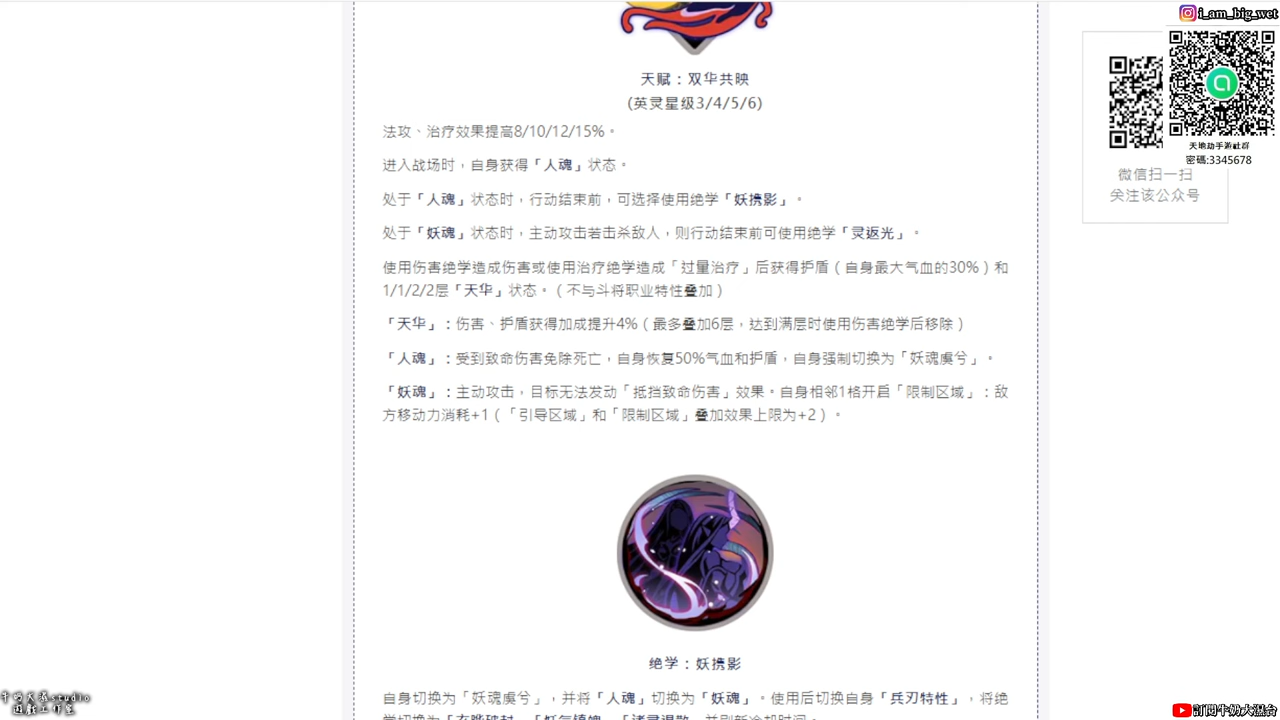 i_am_big_wet
天地劫手游社群
密碼:3345678
微信扫一扫
关注该公众号
天赋：双华共映
(英灵星级3/4/5/6)
法攻、治疗效果提高8/10/12/15%。
进入战场时，自身获得「人魂」状态。
处于「人魂」状态时，行动结束前，可选择使用绝学「妖携影」。
处于「妖魂」状态时，主动攻击若击杀敌人，则行动结束前可使用绝学「灵返光」。
使用伤害绝学造成伤害或使用治疗绝学造成「过量治疗」后获得护盾（自身最大气血的30%）和
1/1/2/2层「天华」状态。（不与斗将职业特性叠加）
「天华」：伤害、护盾获得加成提升4%（最多叠加6层，达到满层时使用伤害绝学后移除）
「人魂」：受到致命伤害免除死亡，自身恢复50%气血和护盾，自身强制切换为「妖魂虞兮」。
「妖魂」：主动攻击，目标无法发动「抵挡致命伤害」效果。自身相邻1格开启「限制区域」：敌
方移动力消耗+1（「引导区域」和「限制区域」叠加效果上限为+2）。
绝学：妖携影
自身切换为「妖魂虞兮」，并将「人魂」切换为「妖魂」。使用后切换自身「兵刃特性」，将绝
studio
遊戲工作室